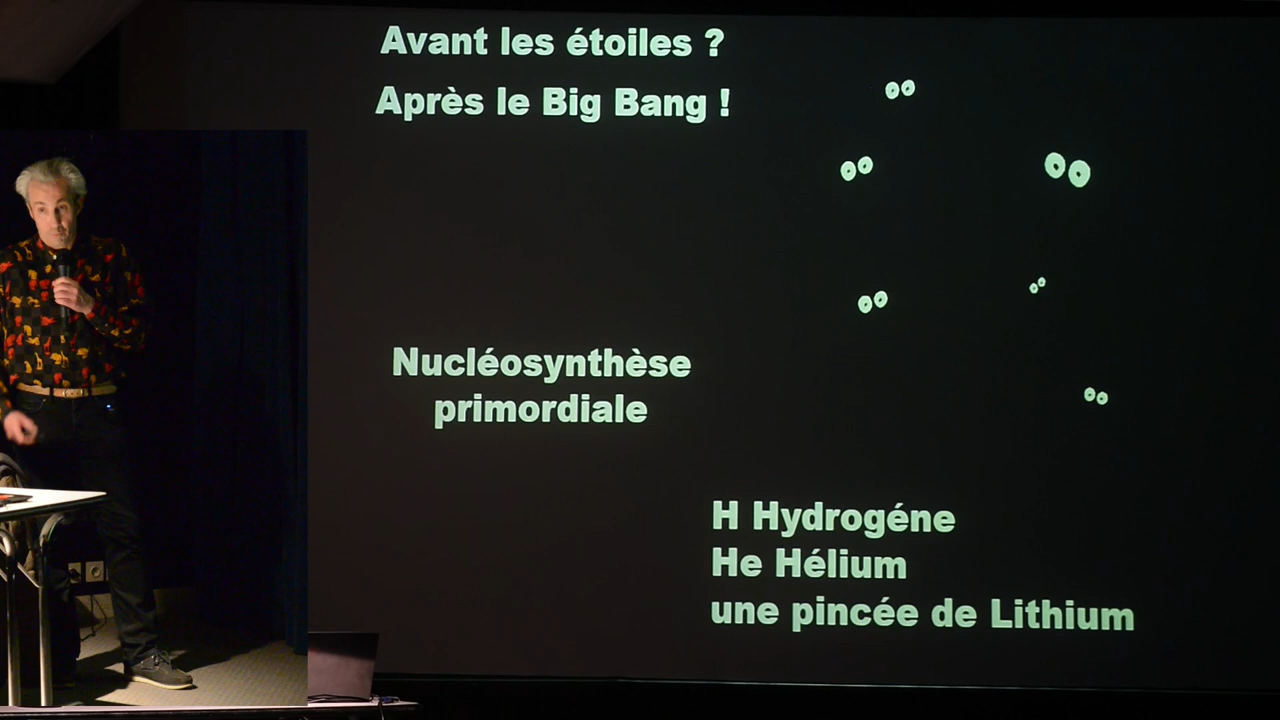 Avant les étoiles ?
Après le Big Bang !
Nucléosynthèse
primordiale
H Hydrogéne
He Hélium
une pincée de Lithium